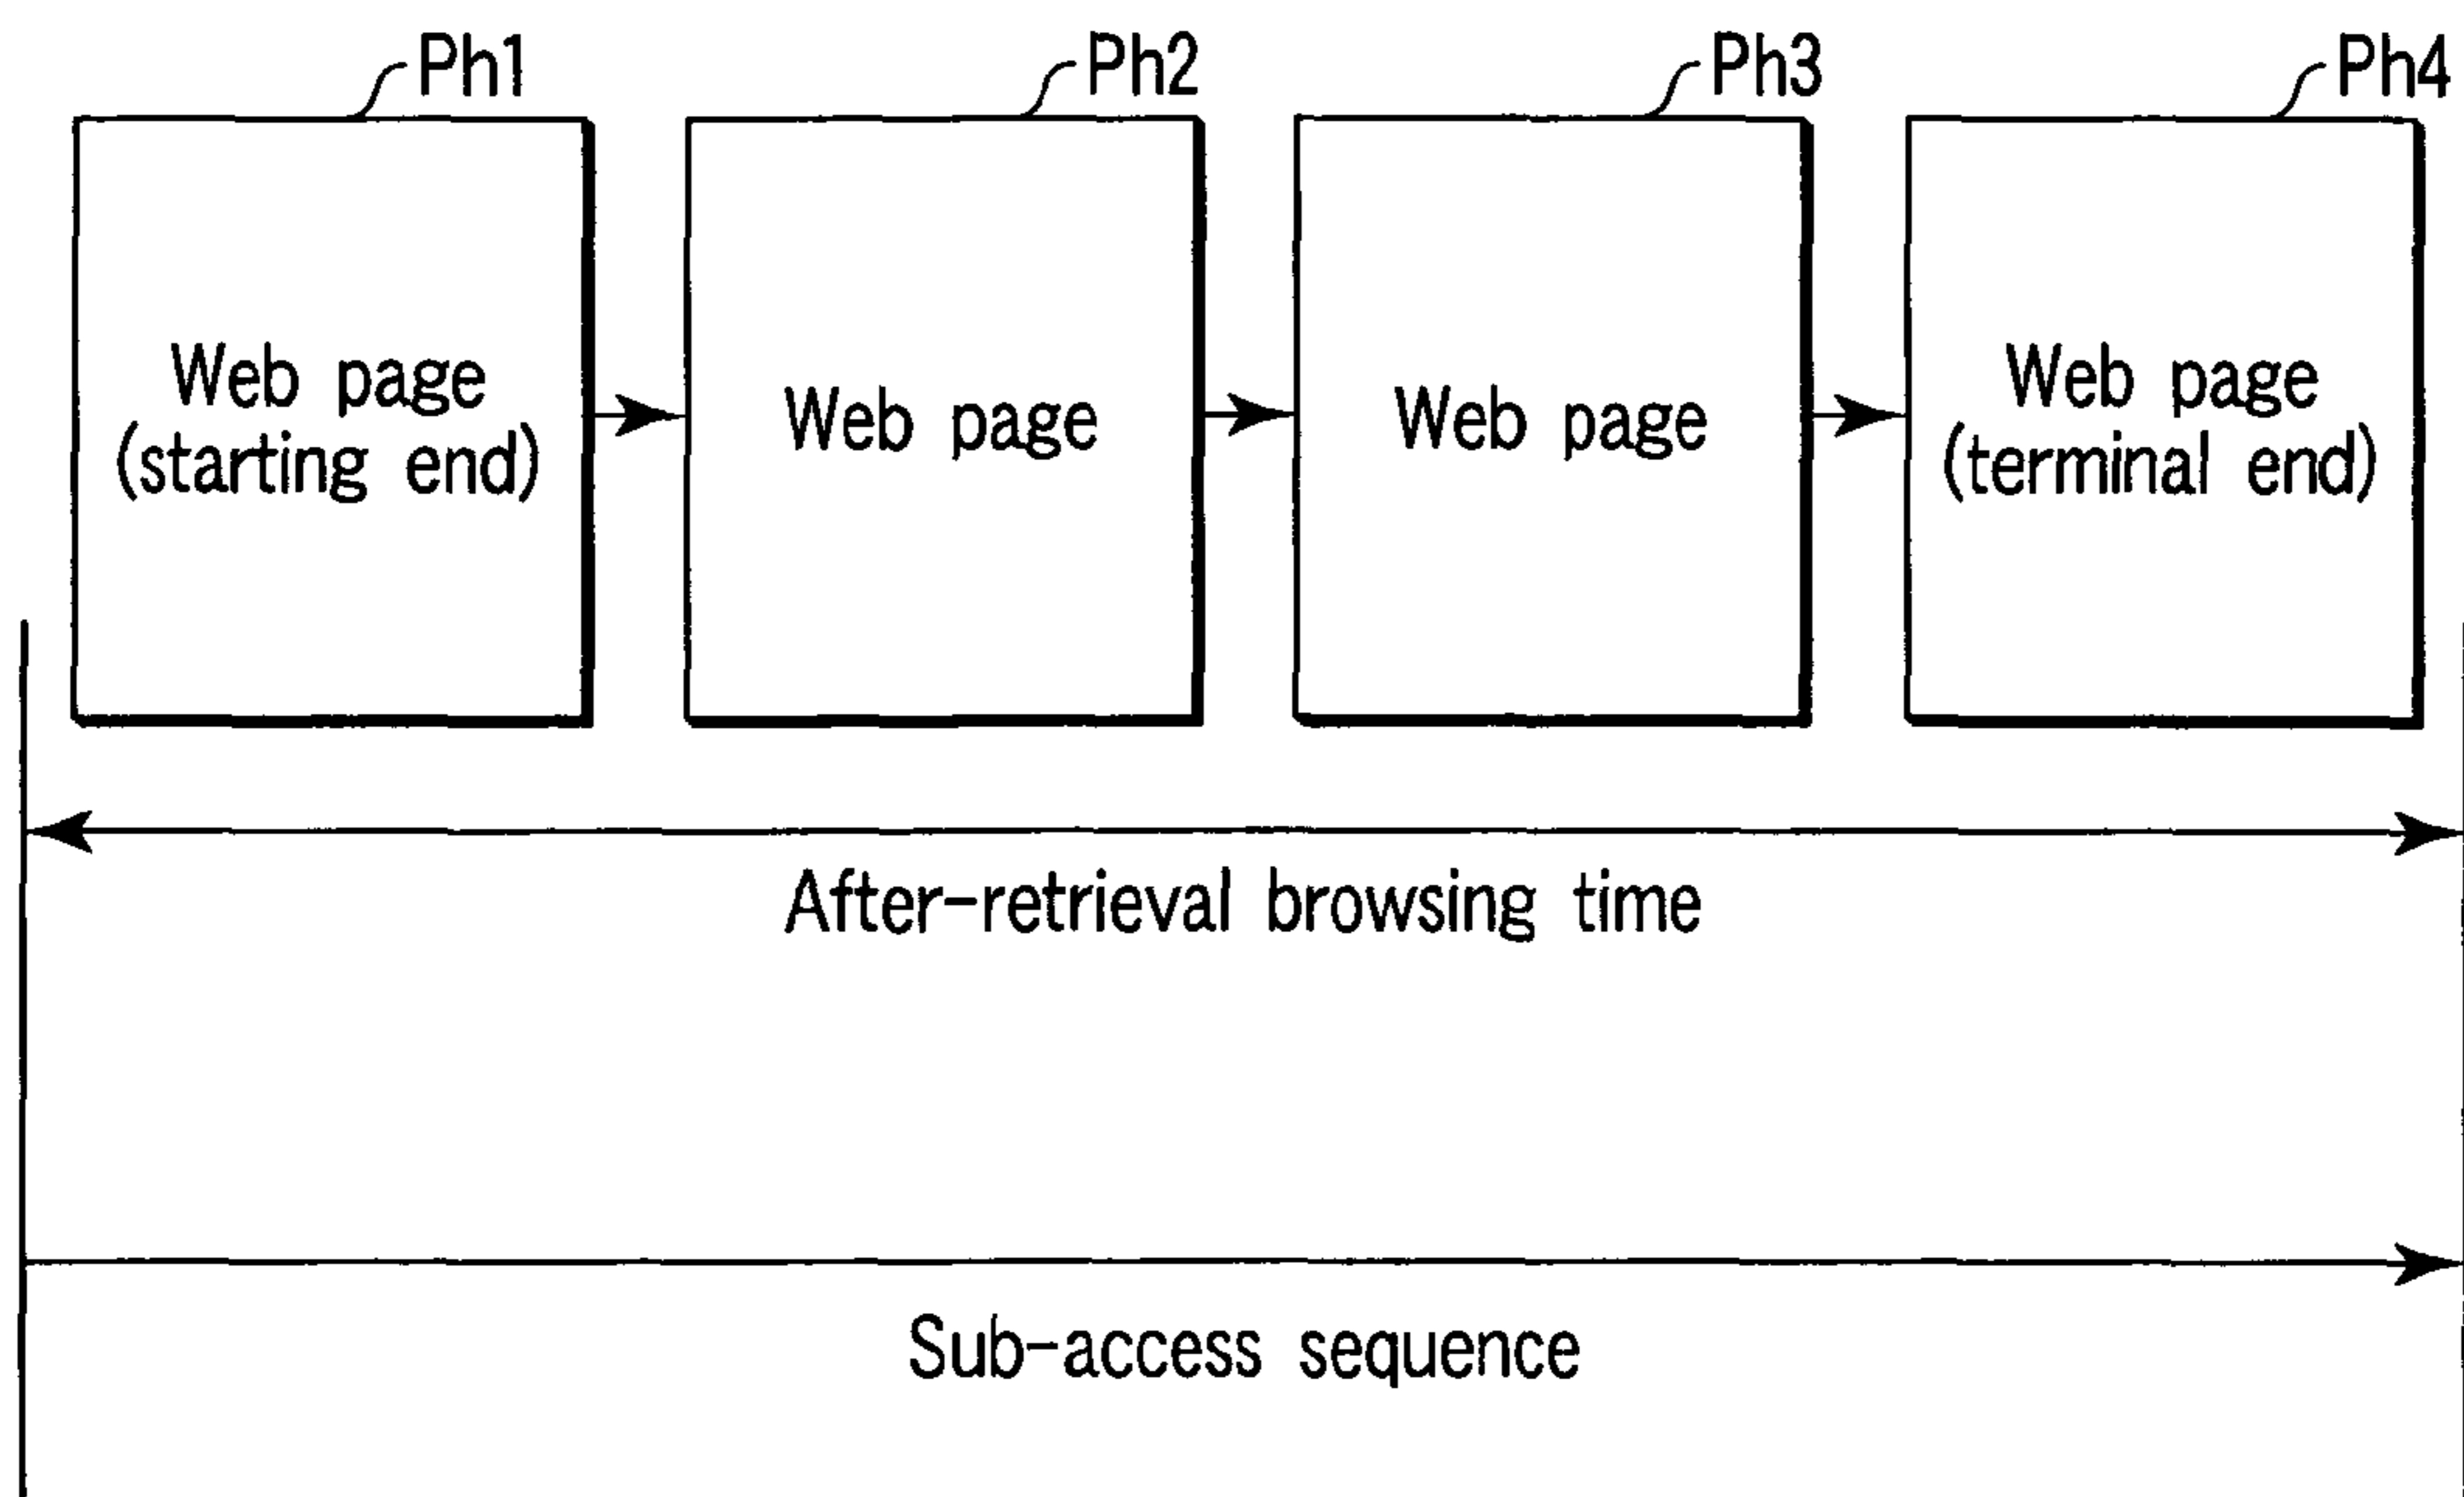 Ph1 Ph2 Ph3 Ph4
Web page
(starting end)
Web page
Web page
Web page
(terminal end)
After-retrieval browsing time
Sub-access sequence